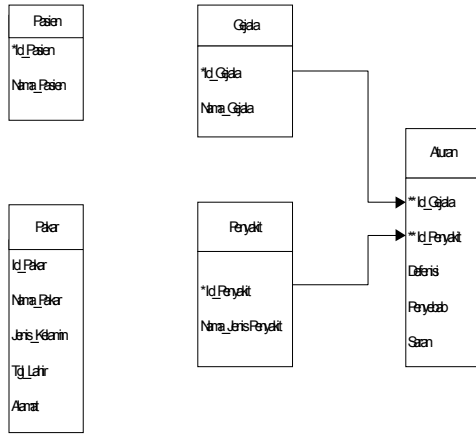 Pasien
*Id_Pasien
Nama_Pasien
Gejala
*Id_Gejala
Nama_Gejala
Aturan
** Id_Gejala
** Id_Penyakit
Defenisi
Penyebab
Saran
Pakar
Id_Pakar
Nama_Pakar
Jenis_Kelamin
Tgl_Lahir
Alamat
Penyakit
*Id_Penyakit
Nama_Jenis Penyakit